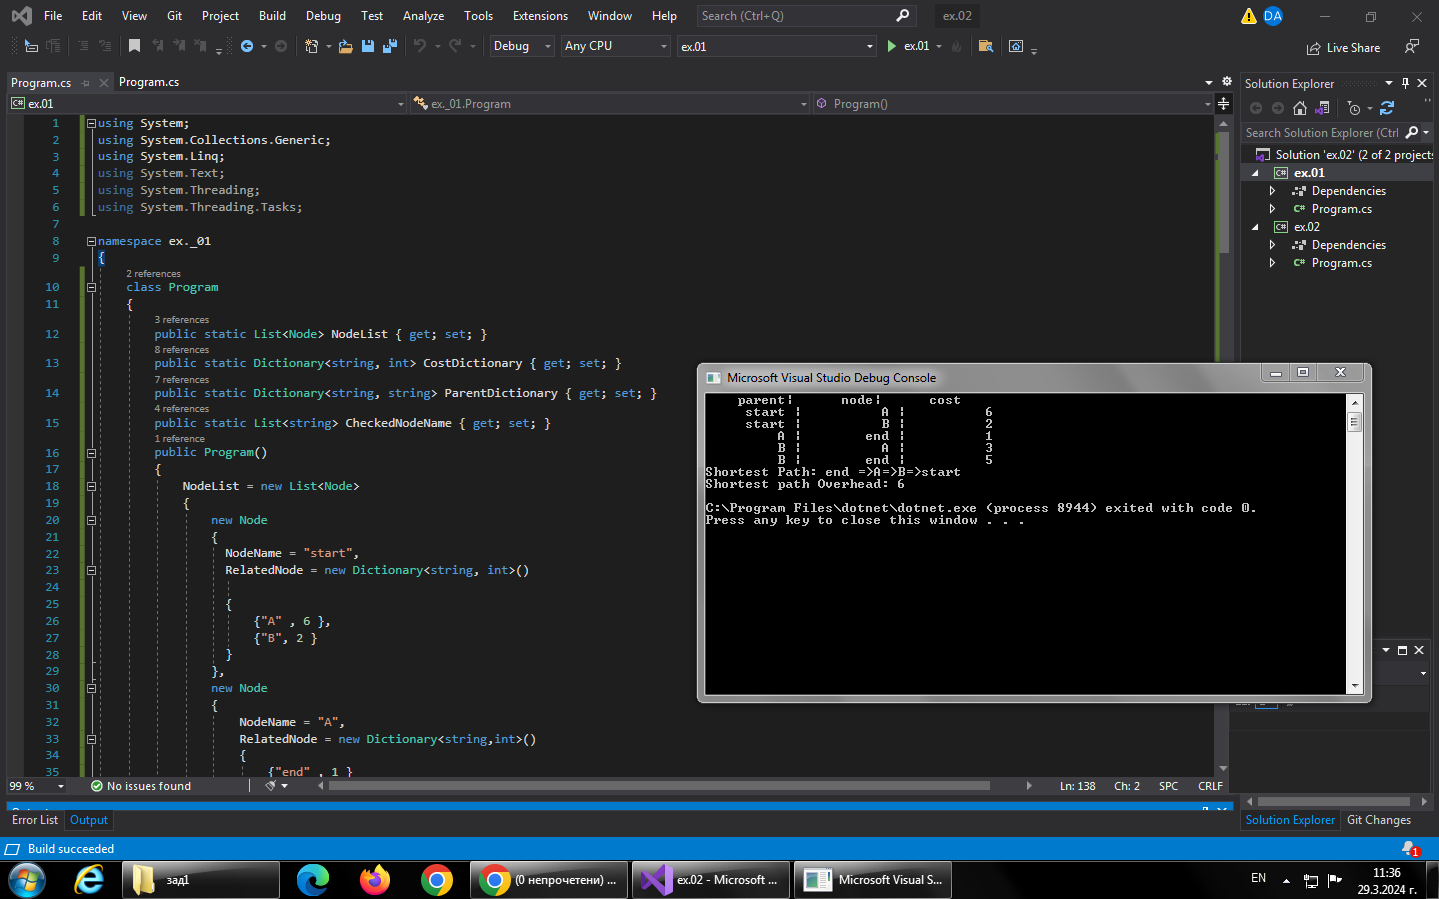 File Edit View Git Project Build Debug Test Analyze Tools Extensions Window Help Search (Ctrl+Q) ex.02 DA
Debug Any CPU ex.01 ex.01 Live Share
Program.cs Program.cs
ex.01 ex._01.Program Program()
1 using System;
2 using System.Collections.Generic;
3 using System.Linq;
4 using System.Text;
5 using System.Threading;
6 using System.Threading.Tasks;
7
8 namespace ex._01
9 {
2 references
10 class Program
11 {
3 references
12 public static List<Node> NodeList { get; set; }
8 references
13 public static Dictionary<string, int> CostDictionary { get; set; }
7 references
14 public static Dictionary<string, string> ParentDictionary { get; set; }
4 references
15 public static List<string> CheckedNodeName { get; set; }
1 reference
16 public Program()
17 {
18 NodeList = new List<Node>
19 {
20 new Node
21 {
22 NodeName = "start",
23 RelatedNode = new Dictionary<string, int>()
24
25 {
26 {"A" , 6 },
27 {"B", 2 }
28 }
29 },
30 new Node
31 {
32 NodeName = "A",
33 RelatedNode = new Dictionary<string,int>()
34 {
35 {"end" , 1 }
99 % No issues found Ln: 138 Ch: 2 SPC CRLF
Error List Output
Build succeeded
Solution Explorer
Search Solution Explorer (Ctrl
Solution 'ex.02' (2 of 2 projects
ex.01
Dependencies
Program.cs
ex.02
Dependencies
Program.cs
Solution Explorer Git Changes
1
Microsoft Visual Studio Debug Console
parent¦ node¦ cost
start ¦ A ¦ 6
start ¦ B ¦ 2
A ¦ end ¦ 1
B ¦ A ¦ 3
B ¦ end ¦ 5
Shortest Path: end =>A=>B=>start
Shortest path Overhead: 6
C:\Program Files\dotnet\dotnet.exe (process 8944) exited with code 0.
Press any key to close this window . . .
зад1 (0 непрочетени) ... ex.02 - Microsoft ... Microsoft Visual S... EN 11:36
29.3.2024 г.